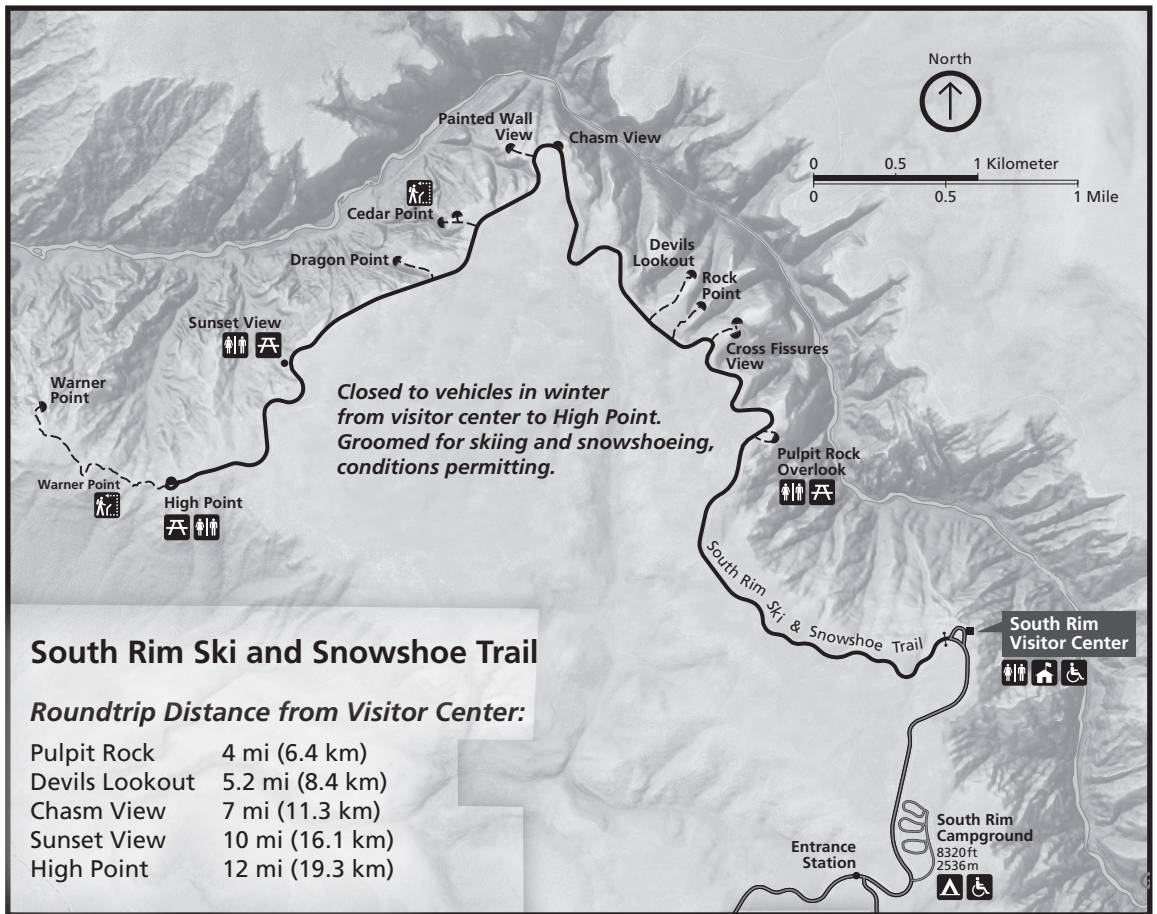 North
0 0.5 1 Kilometer
0 0.5 1 Mile
Painted Wall
View
Chasm View
Cedar Point
Dragon Point
Devils
Lookout
Rock
Point
Sunset View
Cross Fissures
View
Warner
Point
Closed to vehicles in winter
from visitor center to High Point.
Groomed for skiing and snowshoeing,
conditions permitting.
Pulpit Rock
Overlook
Warner Point
High Point
South Rim Ski & Snowshoe Trail
South Rim
Visitor Center
South Rim Ski and Snowshoe Trail
Roundtrip Distance from Visitor Center:
Pulpit Rock 4 mi (6.4 km)
Devils Lookout 5.2 mi (8.4 km)
Chasm View 7 mi (11.3 km)
Sunset View 10 mi (16.1 km)
High Point 12 mi (19.3 km)
South Rim
Campground
8320ft
2536m
Entrance
Station